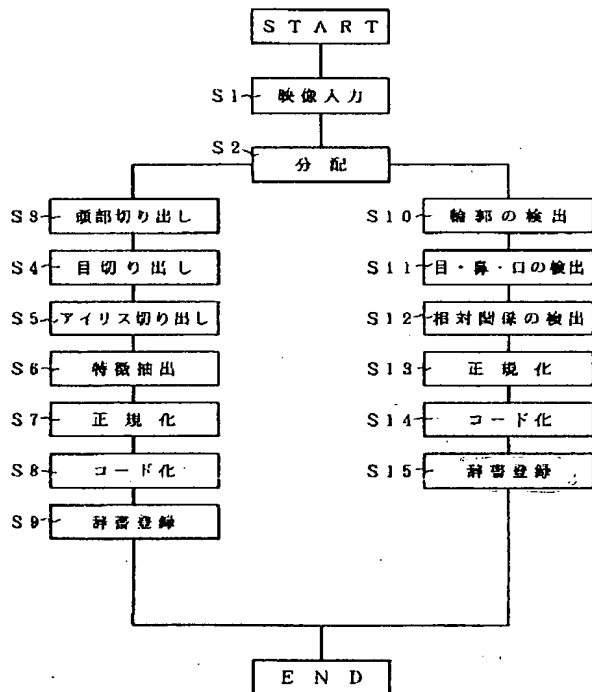 START
S1 映像入力
S2 分配
S3 頭部切り出し
S4 目切り出し
S5 アイリス切り出し
S6 特徴抽出
S7 正規化
S8 コード化
S9 辞書登録
S10 輪郭の検出
S11 目・鼻・口の検出
S12 相対関係の検出
S13 正規化
S14 コード化
S15 辞書登録
END